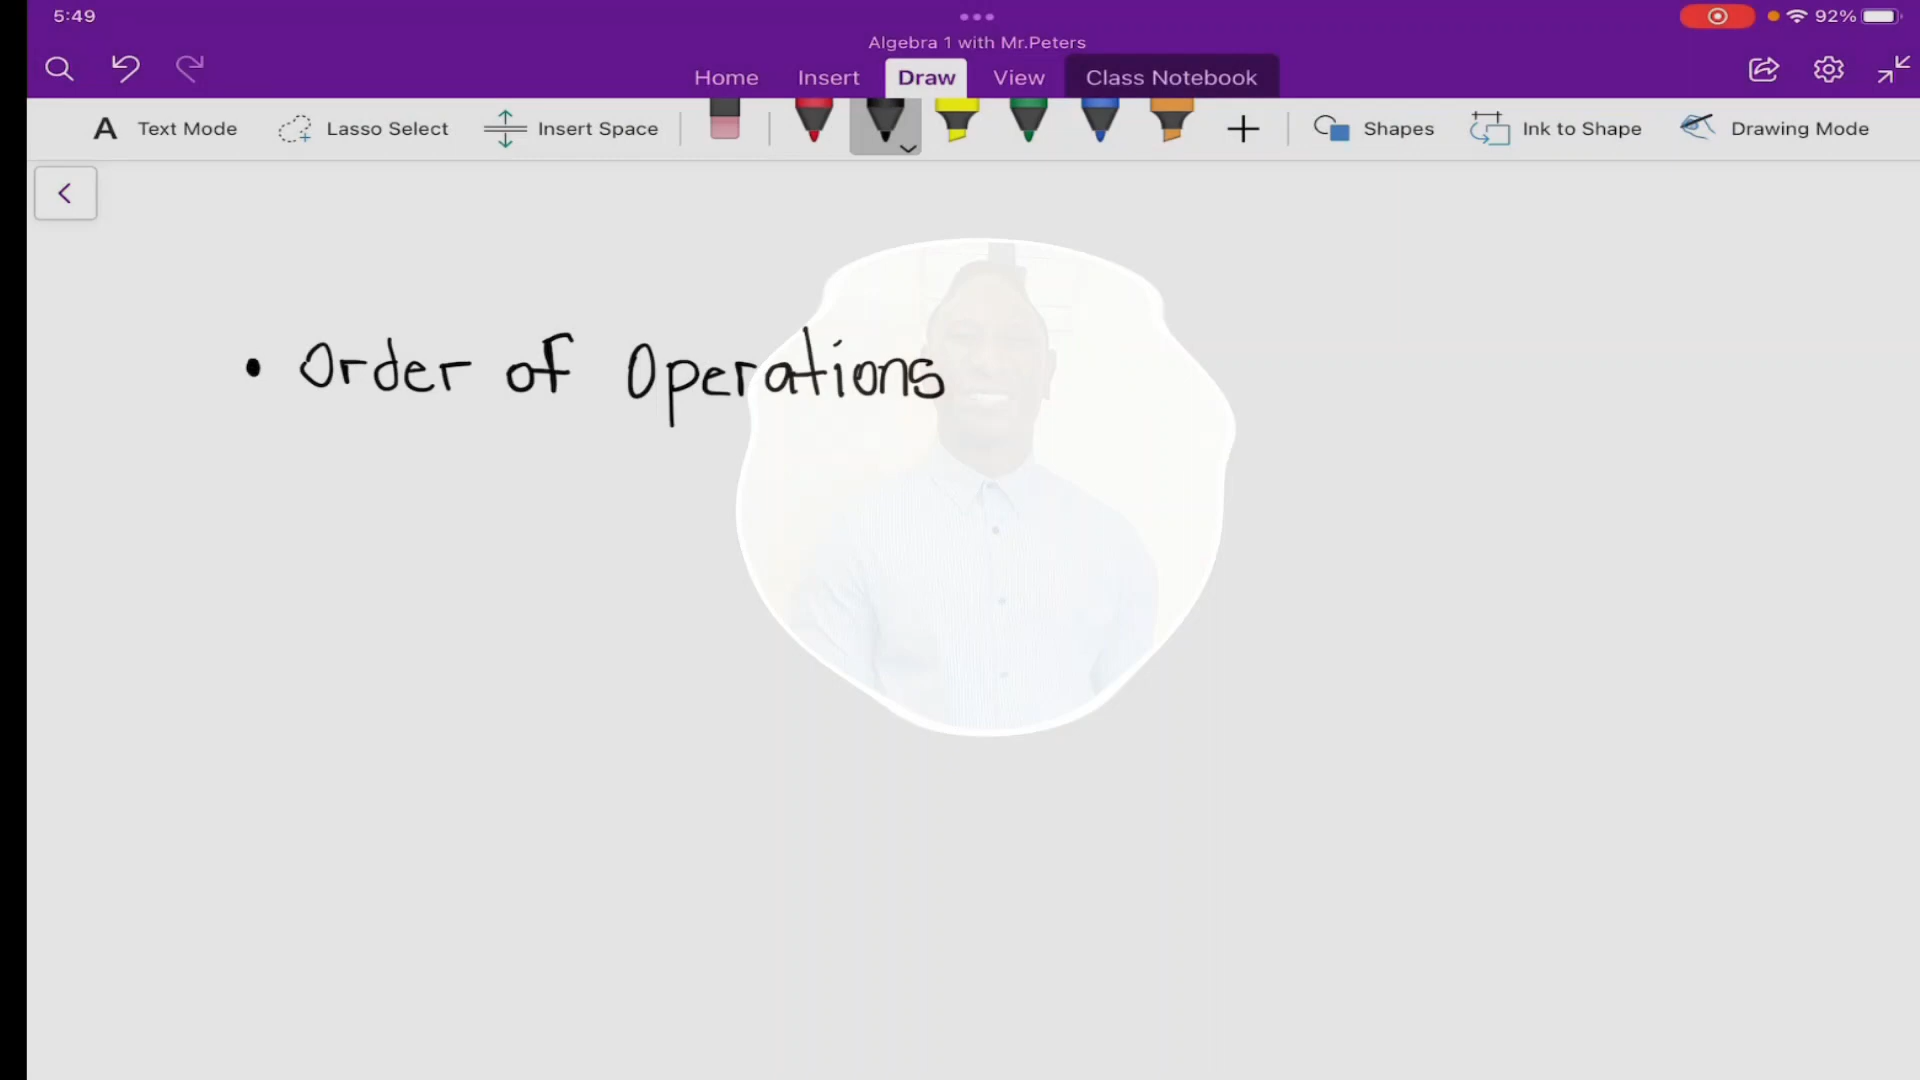 5:49
92%
Algebra 1 with Mr.Peters
Home Insert Draw View Class Notebook
A Text Mode Lasso Select Insert Space Shapes Ink to Shape Drawing Mode
• Order of Operations